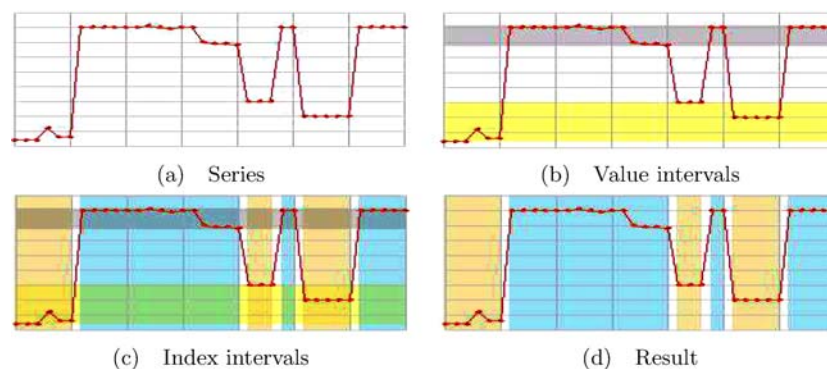 (a) Series
(b) Value intervals
(c) Index intervals
(d) Result